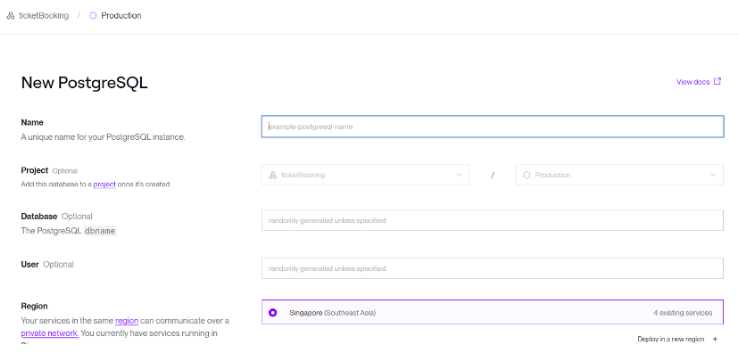 ticketBooking / Production
New PostgreSQL
View docs
Name
A unique name for your PostgreSQL instance.
example-postgresql-name
Project Optional
Add this database to a project once it's created
ticketBooking / Production
Database Optional
The PostgreSQL dbname
randomly generated unless specified
User Optional
randomly generated unless specified
Region
Your services in the same region can communicate over a
private network. You currently have services running in
Singapore (Southeast Asia)
4 existing services
Deploy in a new region +